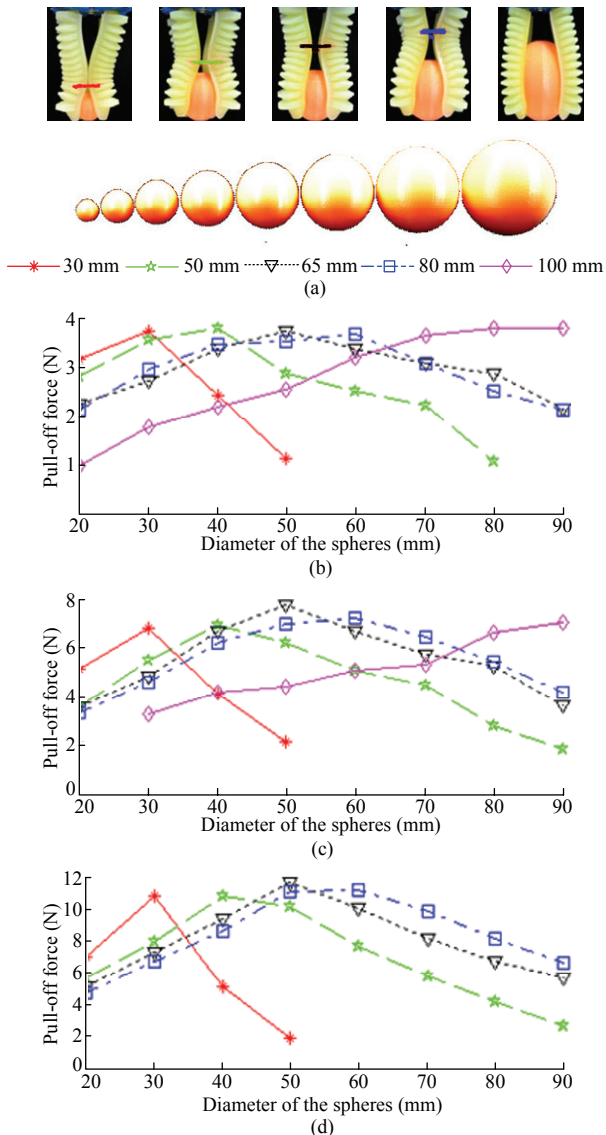 30 mm 50 mm 65 mm 80 mm 100 mm
(a)
4
3
2
1
Pull-off force (N)
20 30 40 50 60 70 80 90
Diameter of the spheres (mm)
(b)
8
6
4
2
0
Pull-off force (N)
20 30 40 50 60 70 80 90
Diameter of the spheres (mm)
(c)
12
10
8
6
4
2
0
Pull-off force (N)
20 30 40 50 60 70 80 90
Diameter of the spheres (mm)
(d)